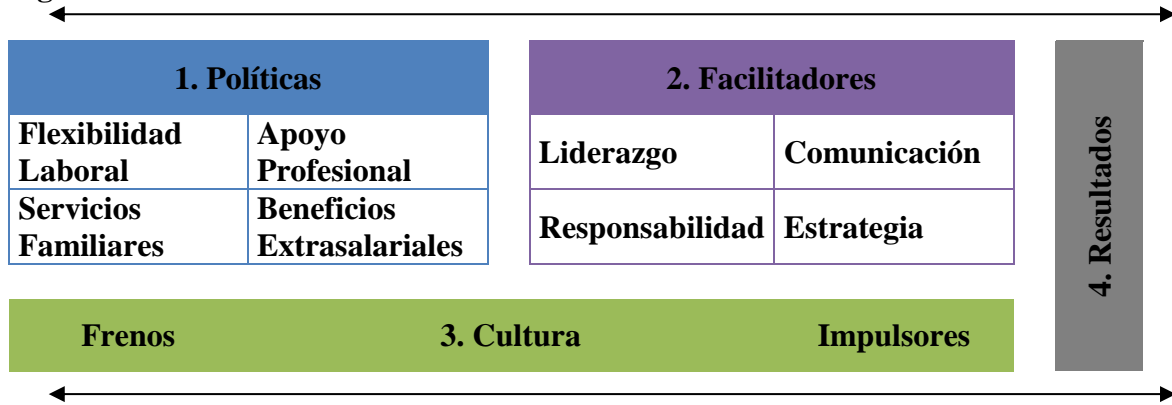 1. Políticas
Flexibilidad
Laboral
Apoyo
Profesional
Servicios
Familiares
Beneficios
Extrasalariales
2. Facilitadores
Liderazgo
Comunicación
Responsabilidad
Estrategia
Frenos
3. Cultura
Impulsores
4. Resultados